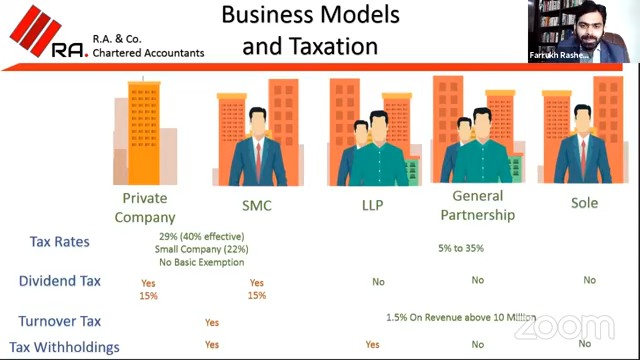 RA.
R.A. & Co.
Chartered Accountants
Business Models
and Taxation
Farrukh Rashe...
Private
Company
SMC
LLP
General
Partnership
Sole
Tax Rates
29% (40% effective)
Small Company (22%)
No Basic Exemption
5% to 35%
Dividend Tax
Yes
15%
Yes
15%
No
No
No
Turnover Tax
Yes
1.5% On Revenue above 10 Million
Tax Withholdings
Yes
Yes
No
No
zoom